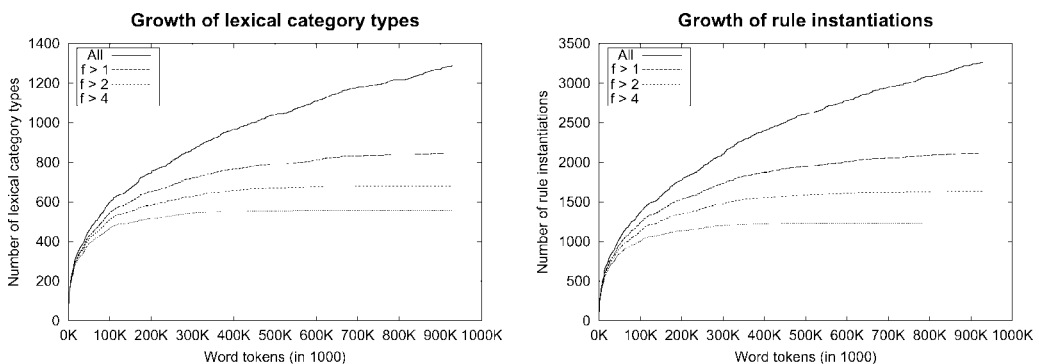 Growth of lexical category types
1400
1200
1000
800
600
400
200
0
Number of lexical category types
All
f > 1
f > 2
f > 4
0K 100K 200K 300K 400K 500K 600K 700K 800K 900K 1000K
Word tokens (in 1000)
Growth of rule instantiations
3500
3000
2500
2000
1500
1000
500
0
Number of rule instantiations
All
f > 1
f > 2
f > 4
0K 100K 200K 300K 400K 500K 600K 700K 800K 900K 1000K
Word tokens (in 1000)